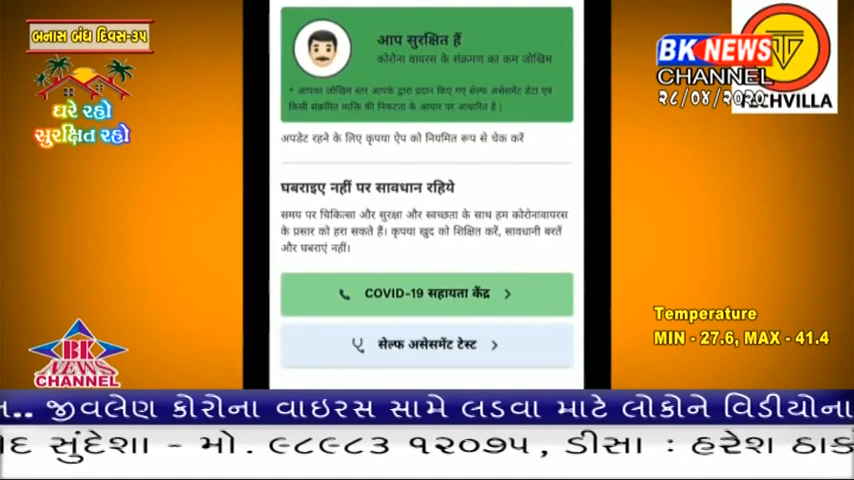 બનાસ બંધ દિવસ-૩૫
ઘરે રહો
સુરક્ષિત રહો
आप सुरक्षित हैं
कोरोना वायरस के संक्रमण का कम जोखिम
* आपका जोखिम स्तर आपके द्वारा प्रदान किए गए सेल्फ असेसमेंट डेटा एवं
किसी संक्रमित व्यक्ति की निकटता के आधार पर आधारित है |
अपडेट रहने के लिए कृपया ऐप को नियमित रूप से चेक करें
घबराइए नहीं पर सावधान रहिये
समय पर चिकित्सा और सुरक्षा और स्वच्छता के साथ हम कोरोनावायरस
के प्रसार को हरा सकते हैं। कृपया खुद को शिक्षित करें, सावधानी बरतें
और घबराएं नहीं।
COVID-19 सहायता केंद्र
सेल्फ असेसमेंट टेस्ट
BK NEWS
CHANNEL
૨૮/૦૪/૨૦૨૦
TECHVILLA
Temperature
MIN - 27.6, MAX - 41.4
BK
NEWS
CHANNEL
.. જીવલેણ કોરોના વાઇરસ સામે લડવા માટે લોકોને વિડીયોના
સુંદેશા - મો. ૯૮૯૮૩ ૧૨૦૭૫, ડીસા : હરેશ ઠાક